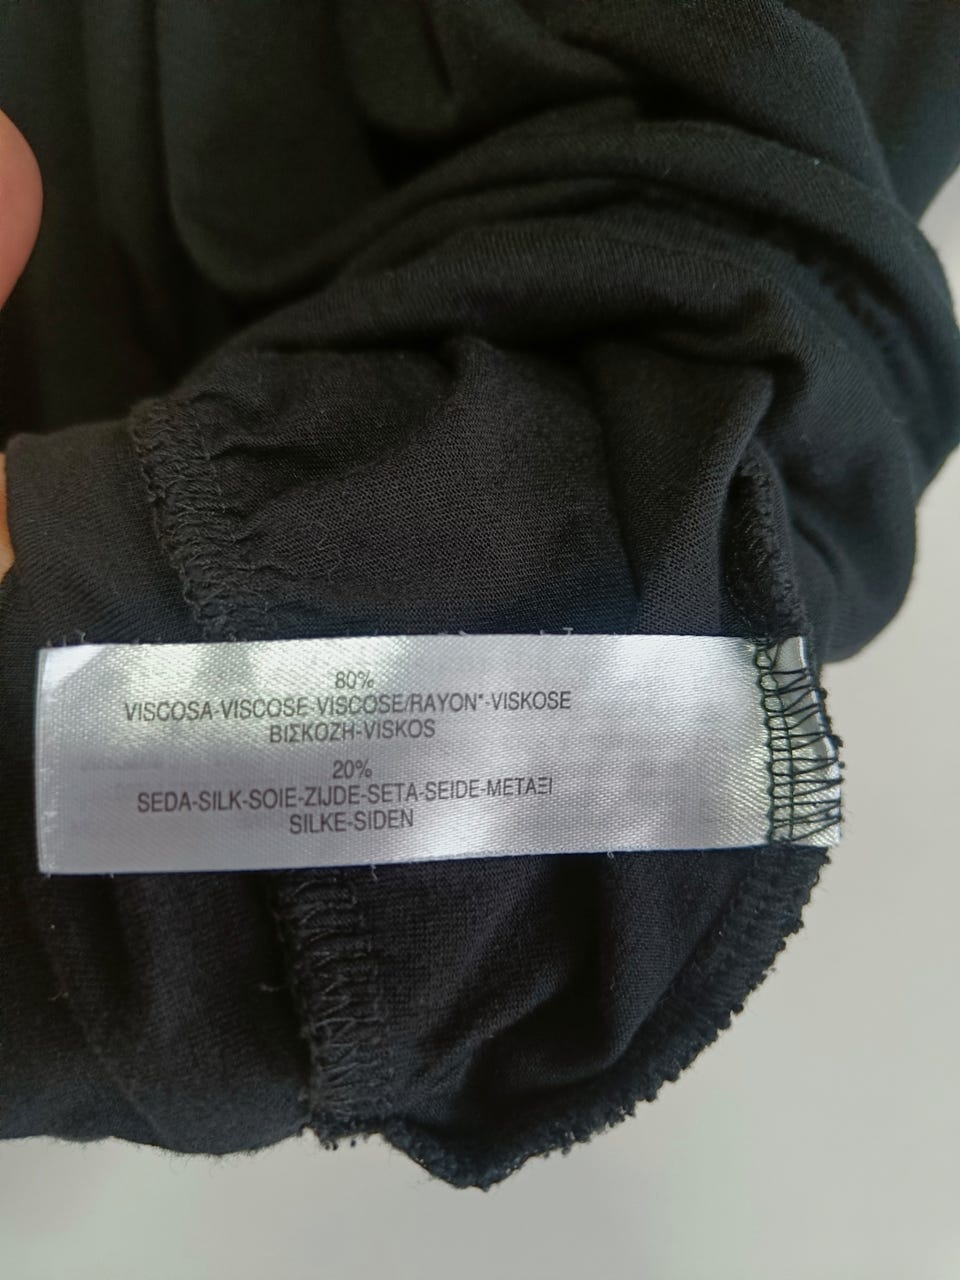 80%
VISCOSA-VISCOSE-VISCOSE/RAYON*-VISKOSE
ΒΙΣΚΟΖΗ-VISKOS
20%
SEDA-SILK-SOIE-ZIJDE-SETA-SEIDE-ΜΕΤΑΞΙ
SILKE-SIDEN